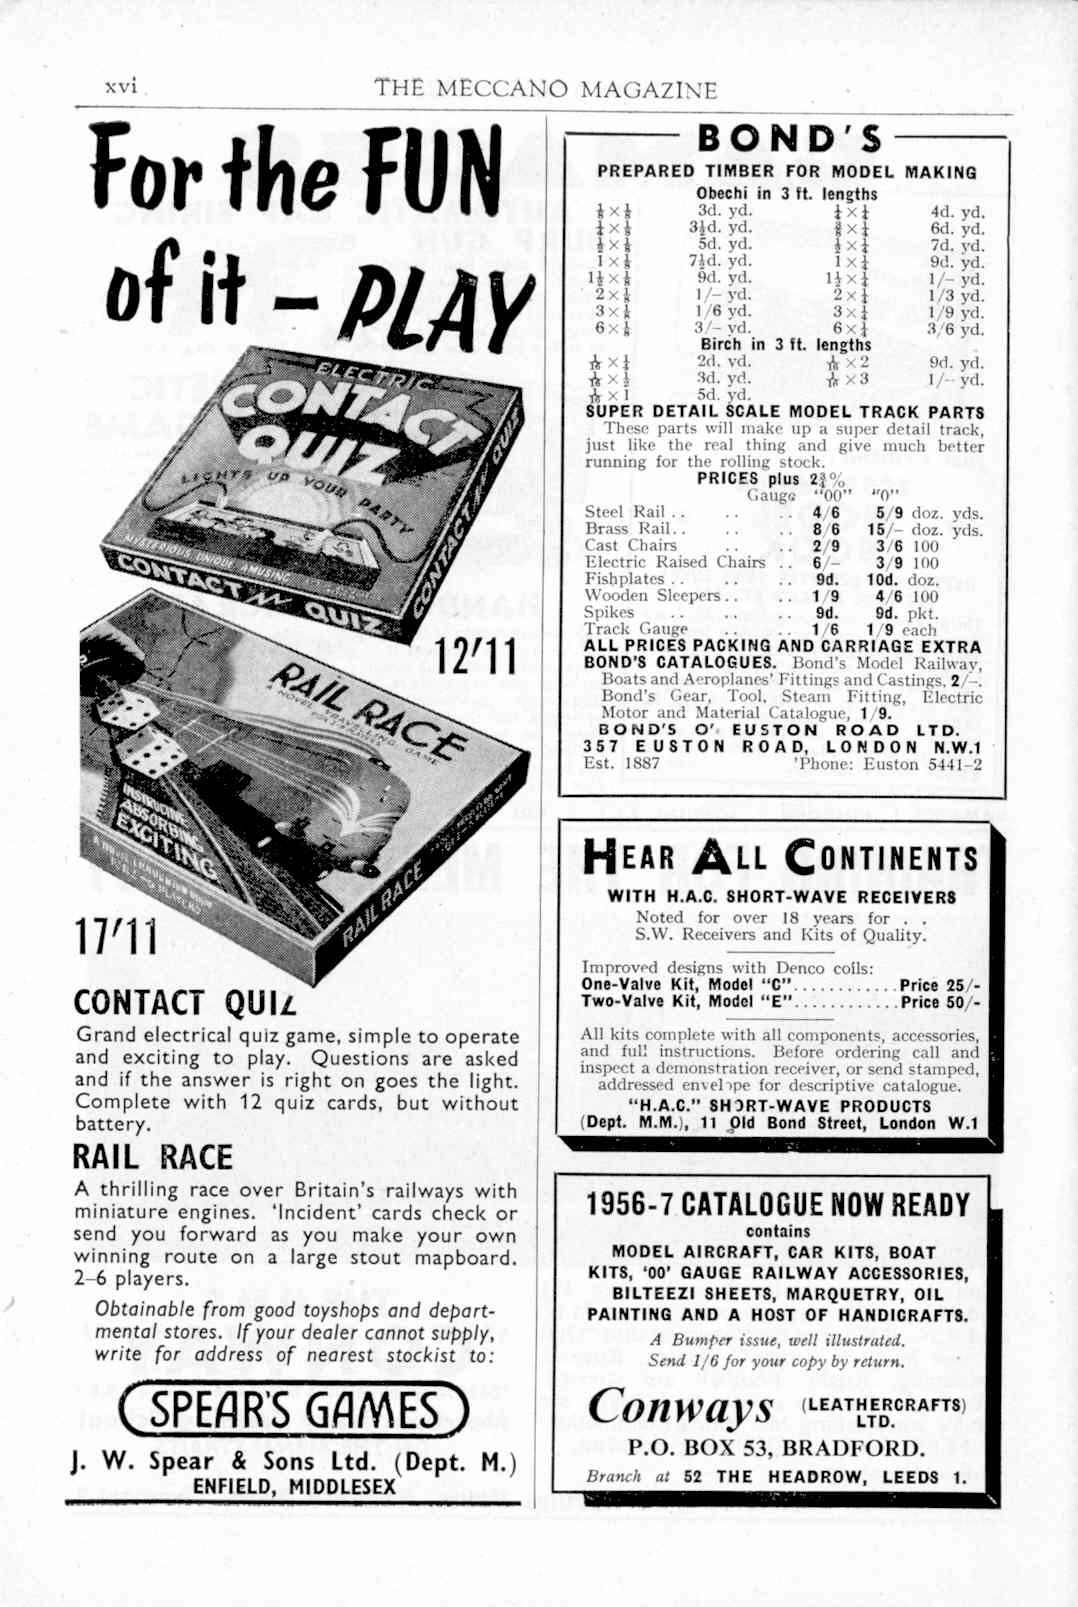 xvi
THE MECCANO MAGAZINE
For the FUN
of it – PLAY
ELECTRIC
CONTACT
QUIZ
LIGHTS UP YOUR PARTY
MYSTERIOUS, UNIQUE, AMUSING
CONTACT QUIZ
CONTACT QUIZ
12'11
RAIL RACE
A NOVEL TRAVELLING GAME
INSTRUCTIVE
ABSORBING
EXCITING
RAIL RACE
17'11
CONTACT QUIZ
Grand electrical quiz game, simple to operate
and exciting to play. Questions are asked
and if the answer is right on goes the light.
Complete with 12 quiz cards, but without
battery.
RAIL RACE
A thrilling race over Britain's railways with
miniature engines. 'Incident' cards check or
send you forward as you make your own
winning route on a large stout mapboard.
2–6 players.
Obtainable from good toyshops and depart-
mental stores. If your dealer cannot supply,
write for address of nearest stockist to:
SPEAR'S GAMES
J. W. Spear & Sons Ltd. (Dept. M.)
ENFIELD, MIDDLESEX
BOND'S
PREPARED TIMBER FOR MODEL MAKING
Obechi in 3 ft. lengths
⅛ × ⅛ 3d. yd. ¼ × ¼ 4d. yd.
¼ × ⅛ 3½d. yd. ⅜ × ¼ 6d. yd.
½ × ⅛ 5d. yd. ½ × ¼ 7d. yd.
1 × ⅛ 7½d. yd. 1 × ¼ 9d. yd.
1½ × ⅛ 9d. yd. 1½ × ¼ 1/– yd.
2 × ⅛ 1/– yd. 2 × ¼ 1/3 yd.
3 × ⅛ 1/6 yd. 3 × ¼ 1/9 yd.
6 × ⅛ 3/– yd. 6 × ¼ 3/6 yd.
Birch in 3 ft. lengths
1/16 × ¼ 2d. yd. 1/16 × 2 9d. yd.
1/16 × ½ 3d. yd. 1/16 × 3 1/– yd.
1/16 × 1 5d. yd.
SUPER DETAIL SCALE MODEL TRACK PARTS
These parts will make up a super detail track,
just like the real thing and give much better
running for the rolling stock.
PRICES plus 2¾%
Gauge "00" "0"
Steel Rail .. .. .. 4/6 5/9 doz. yds.
Brass Rail .. .. .. 8/6 15/– doz. yds.
Cast Chairs .. .. 2/9 3/6 100
Electric Raised Chairs .. 6/– 3/9 100
Fishplates .. .. .. 9d. 10d. doz.
Wooden Sleepers .. .. 1/9 4/6 100
Spikes .. .. .. 9d. 9d. pkt.
Track Gauge .. .. 1/6 1/9 each
ALL PRICES PACKING AND CARRIAGE EXTRA
BOND'S CATALOGUES. Bond's Model Railway,
Boats and Aeroplanes' Fittings and Castings, 2/–.
Bond's Gear, Tool, Steam Fitting, Electric
Motor and Material Catalogue, 1/9.
BOND'S O' EUSTON ROAD LTD.
357 EUSTON ROAD, LONDON N.W.1
Est. 1887 'Phone: Euston 5441-2
HEAR ALL CONTINENTS
WITH H.A.C. SHORT-WAVE RECEIVERS
Noted for over 18 years for . .
S.W. Receivers and Kits of Quality.
Improved designs with Denco coils:
One-Valve Kit, Model "C"............Price 25/-
Two-Valve Kit, Model "E"............Price 50/-
All kits complete with all components, accessories,
and full instructions. Before ordering call and
inspect a demonstration receiver, or send stamped,
addressed envelope for descriptive catalogue.
"H.A.C." SHORT-WAVE PRODUCTS
(Dept. M.M.), 11 Old Bond Street, London W.1
1956-7 CATALOGUE NOW READY
contains
MODEL AIRCRAFT, CAR KITS, BOAT
KITS, '00' GAUGE RAILWAY ACCESSORIES,
BILTEEZI SHEETS, MARQUETRY, OIL
PAINTING AND A HOST OF HANDICRAFTS.
A Bumper issue, well illustrated.
Send 1/6 for your copy by return.
Conways (LEATHERCRAFTS)
LTD.
P.O. BOX 53, BRADFORD.
Branch at 52 THE HEADROW, LEEDS 1.